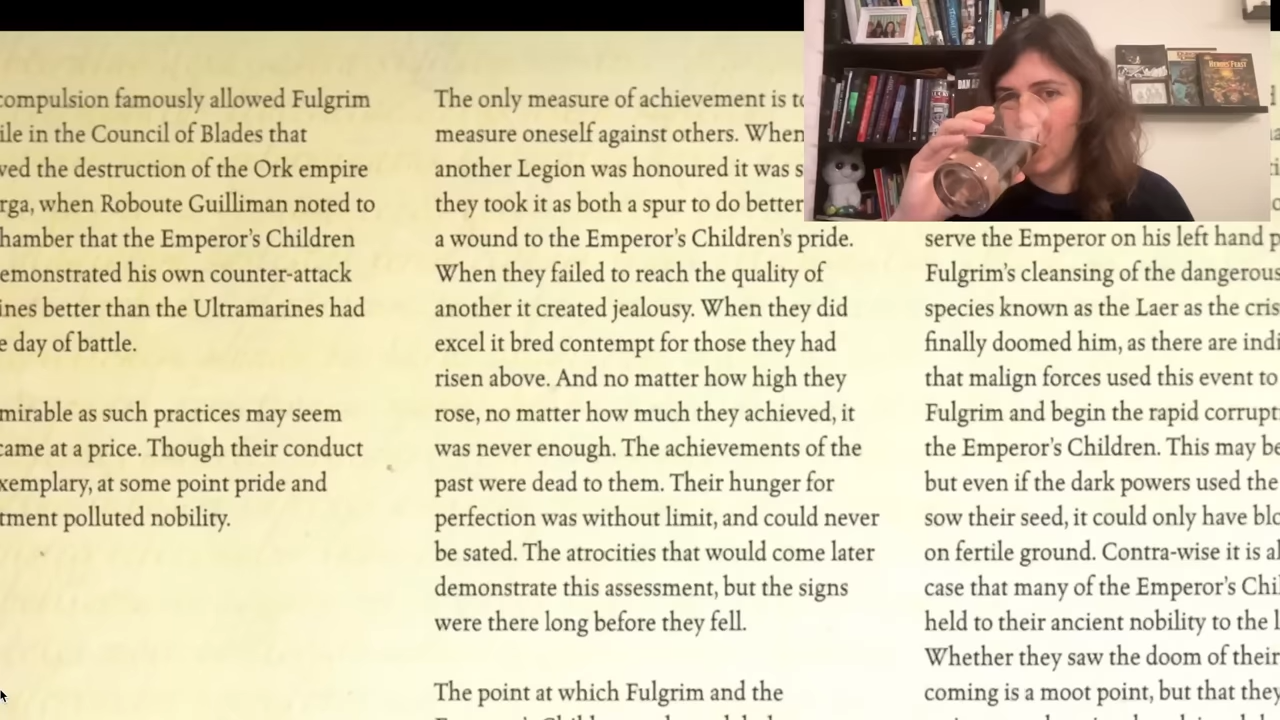 compulsion famously allowed Fulgrim
ile in the Council of Blades that
ved the destruction of the Ork empire
rga, when Roboute Guilliman noted to
hamber that the Emperor's Children
emonstrated his own counter-attack
ines better than the Ultramarines had
e day of battle.
mirable as such practices may seem
came at a price. Though their conduct
xemplary, at some point pride and
tment polluted nobility.
The only measure of achievement is to
measure oneself against others. When
another Legion was honoured it was s
they took it as both a spur to do better
a wound to the Emperor's Children's pride.
When they failed to reach the quality of
another it created jealousy. When they did
excel it bred contempt for those they had
risen above. And no matter how high they
rose, no matter how much they achieved, it
was never enough. The achievements of the
past were dead to them. Their hunger for
perfection was without limit, and could never
be sated. The atrocities that would come later
demonstrate this assessment, but the signs
were there long before they fell.
The point at which Fulgrim and the
serve the Emperor on his left hand p
Fulgrim's cleansing of the dangerous
species known as the Laer as the cris
finally doomed him, as there are indi
that malign forces used this event to
Fulgrim and begin the rapid corrupt
the Emperor's Children. This may be
but even if the dark powers used the
sow their seed, it could only have blo
on fertile ground. Contra-wise it is al
case that many of the Emperor's Chi
held to their ancient nobility to the l
Whether they saw the doom of their
coming is a moot point, but that they
HEROES' FEAST